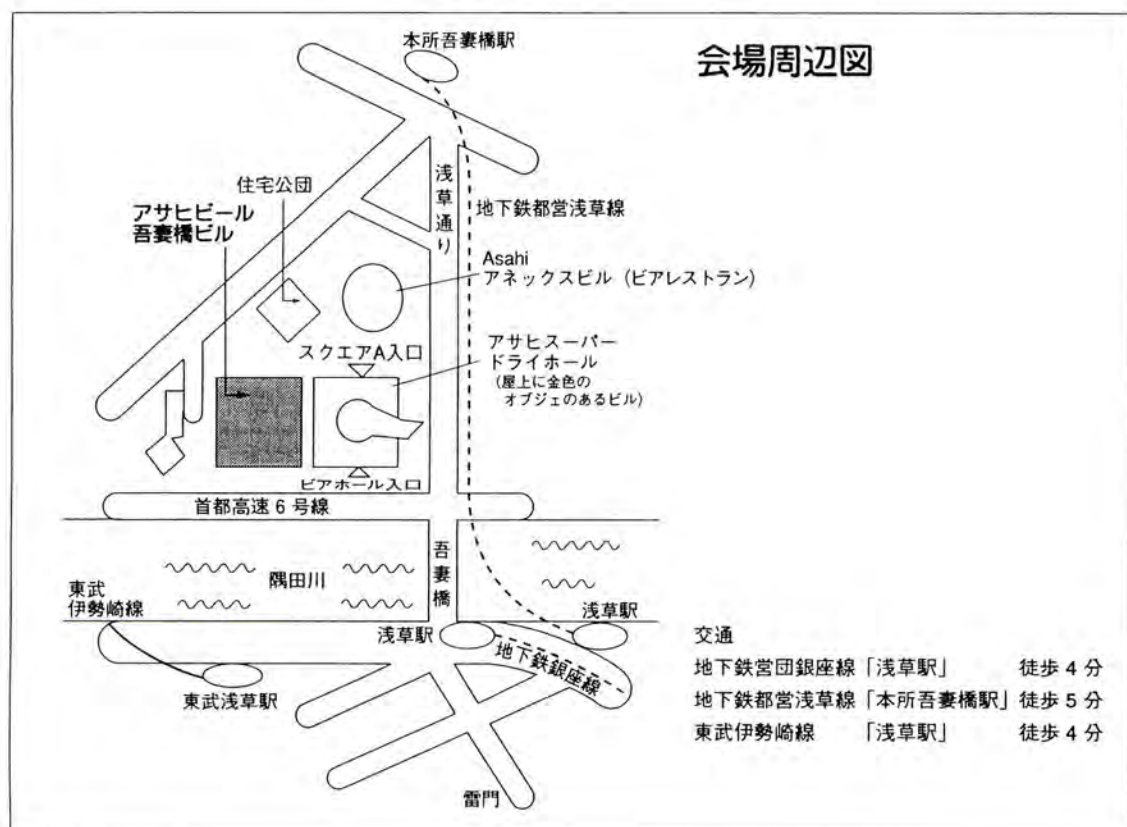 会場周辺図
本所吾妻橋駅
浅草通り
地下鉄都営浅草線
住宅公団
アサヒビール
吾妻橋ビル
Asahi
アネックスビル（ビアレストラン）
スクエアA入口
アサヒスーパー
ドライホール
（屋上に金色の
オブジェのあるビル）
ビアホール入口
首都高速6号線
吾妻橋
隅田川
東武
伊勢崎線
浅草駅
浅草駅
地下鉄銀座線
東武浅草駅
雷門
交通
地下鉄営団銀座線「浅草駅」 徒歩4分
地下鉄都営浅草線「本所吾妻橋駅」徒歩5分
東武伊勢崎線 「浅草駅」 徒歩4分